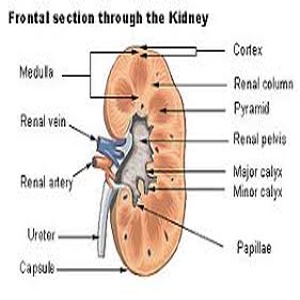 Frontal section through the Kidney
Cortex
Medulla
Renal column
Pyramid
Renal vein
Renal pelvis
Major calyx
Renal artery
Minor calyx
Ureter
Papillae
Capsule